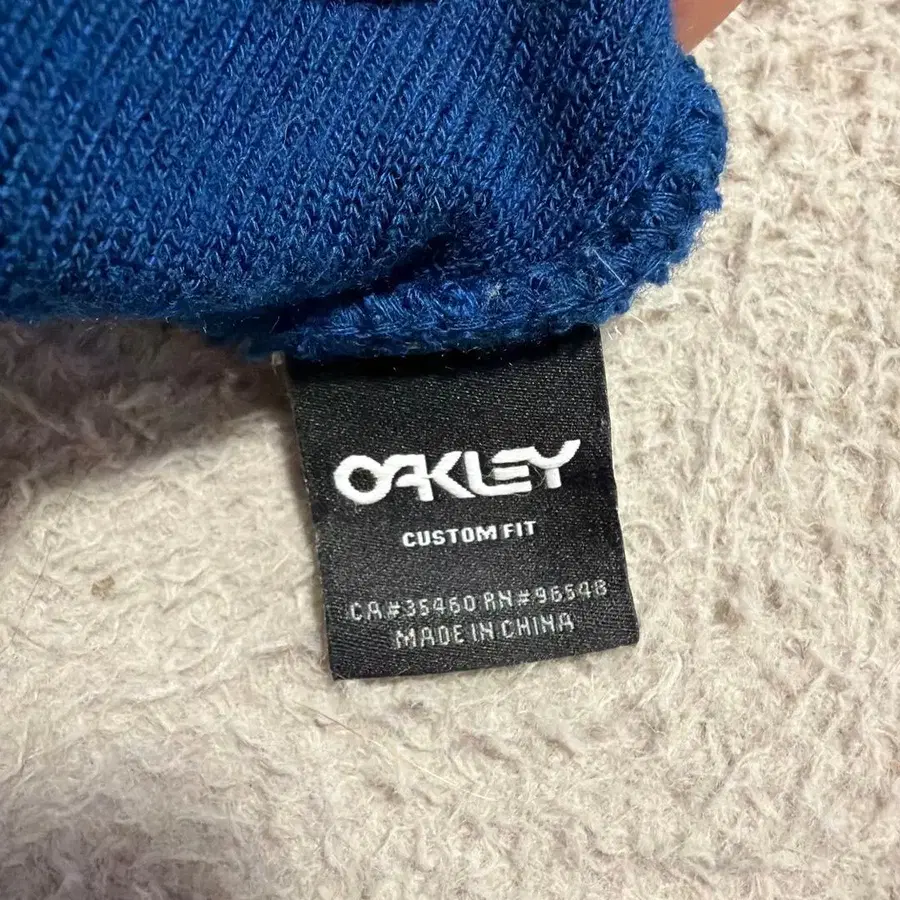 OAKLEY
CUSTOM FIT
CA#35460 RN#96548
MADE IN CHINA